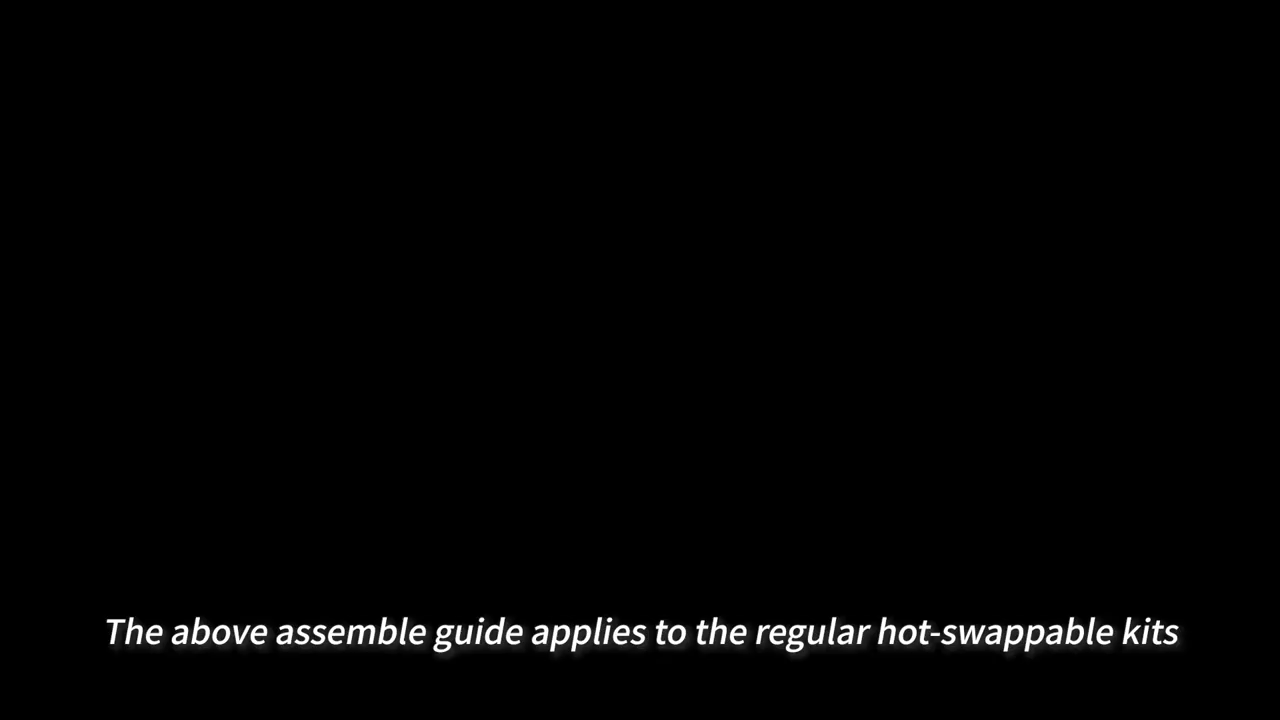 The above assemble guide applies to the regular hot-swappable kits